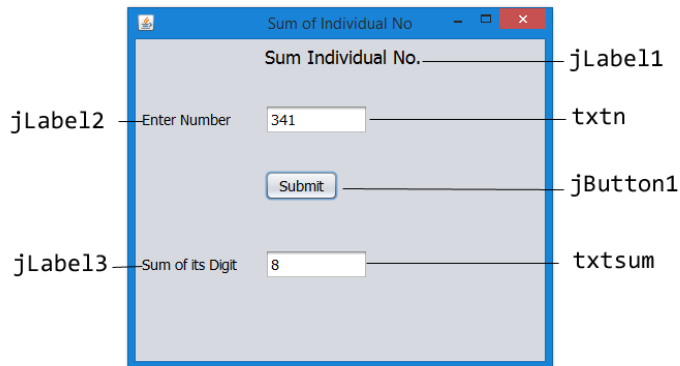 Sum of Individual No
Sum Individual No.
jLabel1
jLabel2
Enter Number
341
txtn
Submit
jButton1
jLabel3
Sum of its Digit
8
txtsum